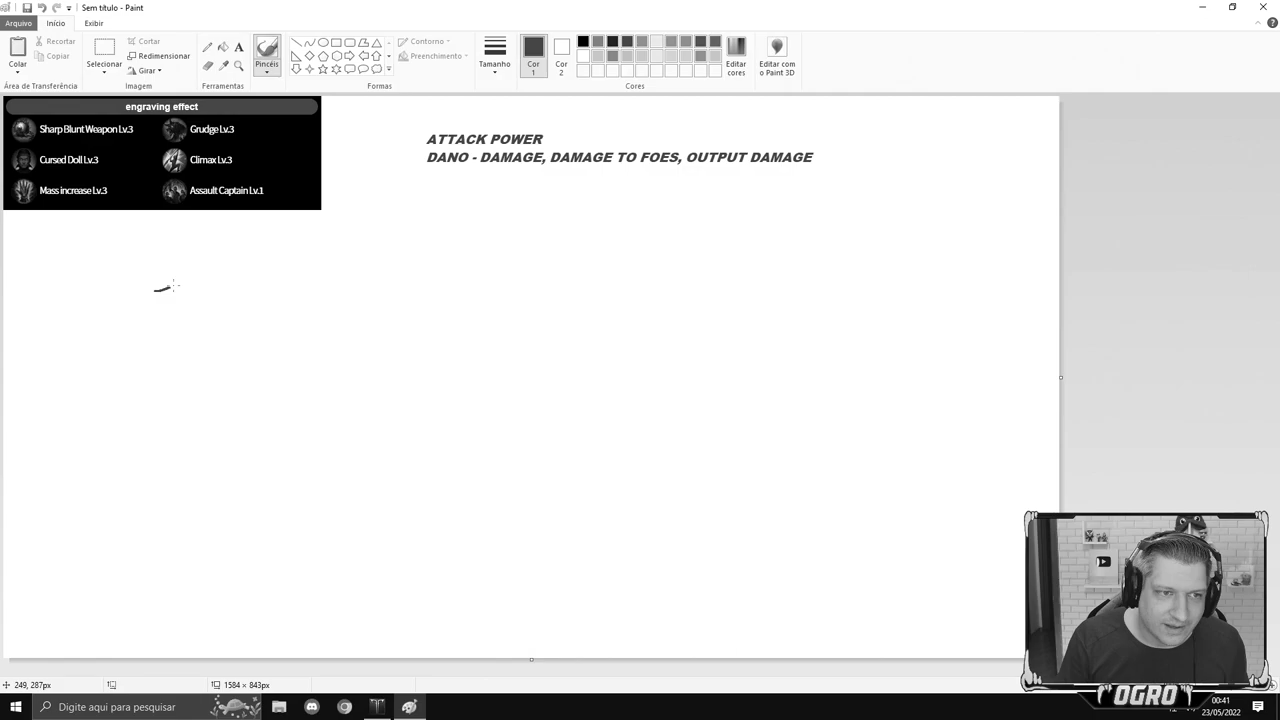 Sem título - Paint
Arquivo Início Exibir
Colar
Recortar
Copiar
Área de Transferência
Selecionar
Cortar
Redimensionar
Girar
Imagem
A
Ferramentas
Pincéis
Contorno
Preenchimento
Formas
Tamanho
Cor 1
Cor 2
Editar cores
Editar com o Paint 3D
Cores
engraving effect
Sharp Blunt Weapon Lv.3 Grudge Lv.3
Cursed Doll Lv.3 Climax Lv.3
Mass increase Lv.3 Assault Captain Lv.1
ATTACK POWER
DANO - DAMAGE, DAMAGE TO FOES, OUTPUT DAMAGE
OGRO
249, 287px 1584 × 843px
Digite aqui para pesquisar
00:41
23/05/2022